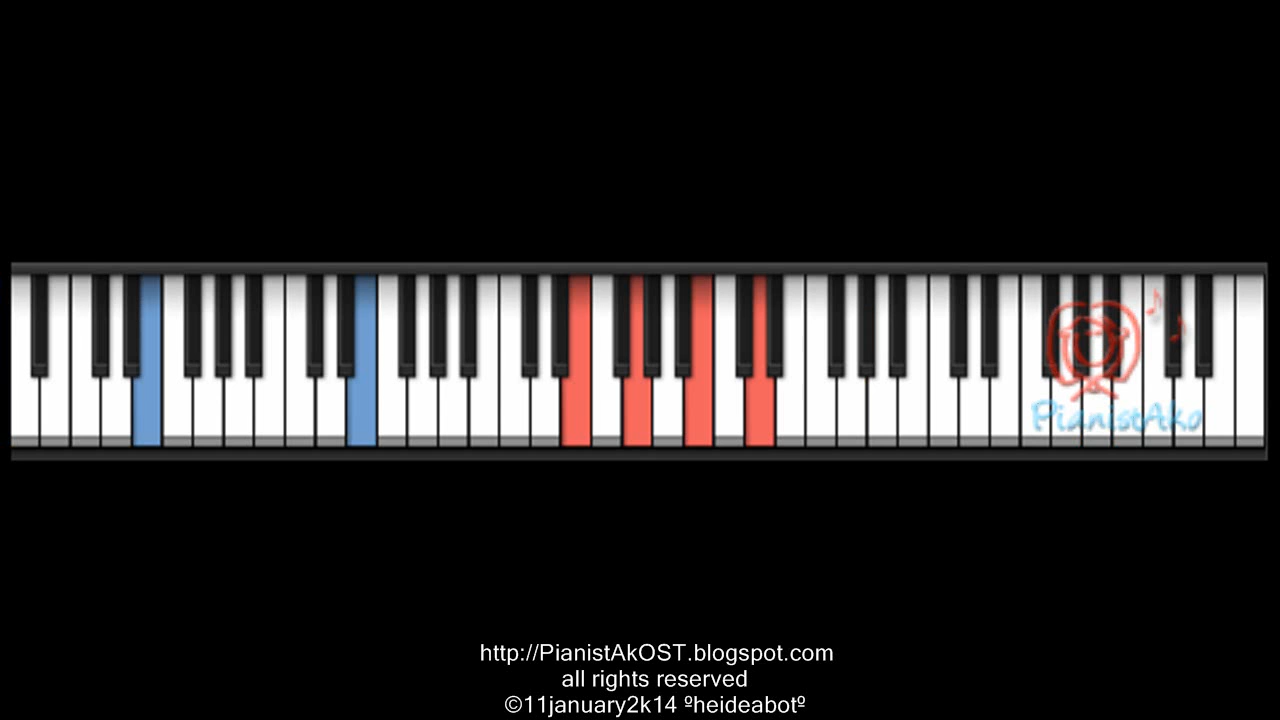 PianistAko
http://PianistAkOST.blogspot.com
all rights reserved
©11january2k14 ºheideabotº